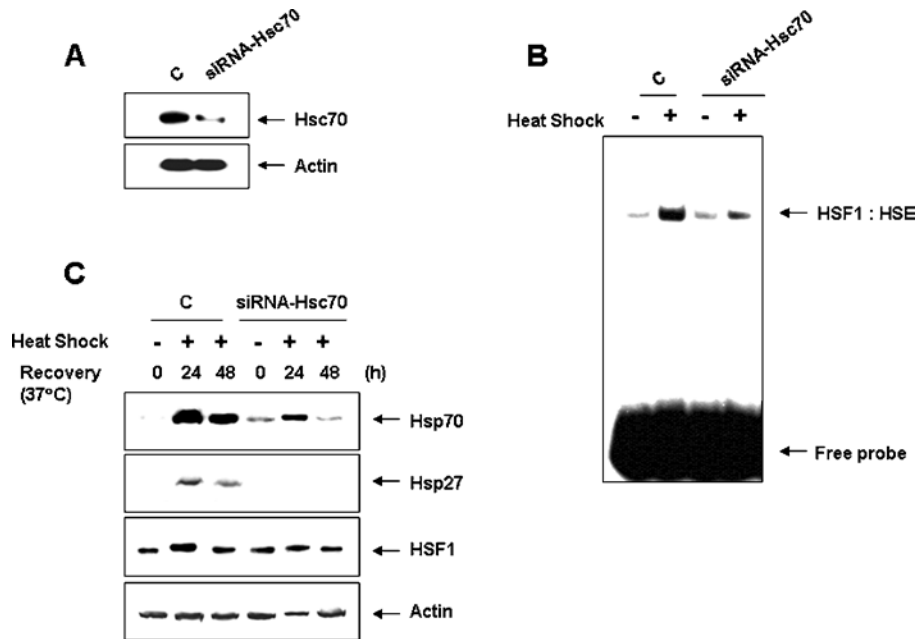 A
C siRNA-Hsc70
Hsc70
Actin
B
C siRNA-Hsc70
Heat Shock - + - +
HSF1 : HSE
Free probe
C
C siRNA-Hsc70
Heat Shock - + + - + +
Recovery 0 24 48 0 24 48 (h)
(37°C)
Hsp70
Hsp27
HSF1
Actin